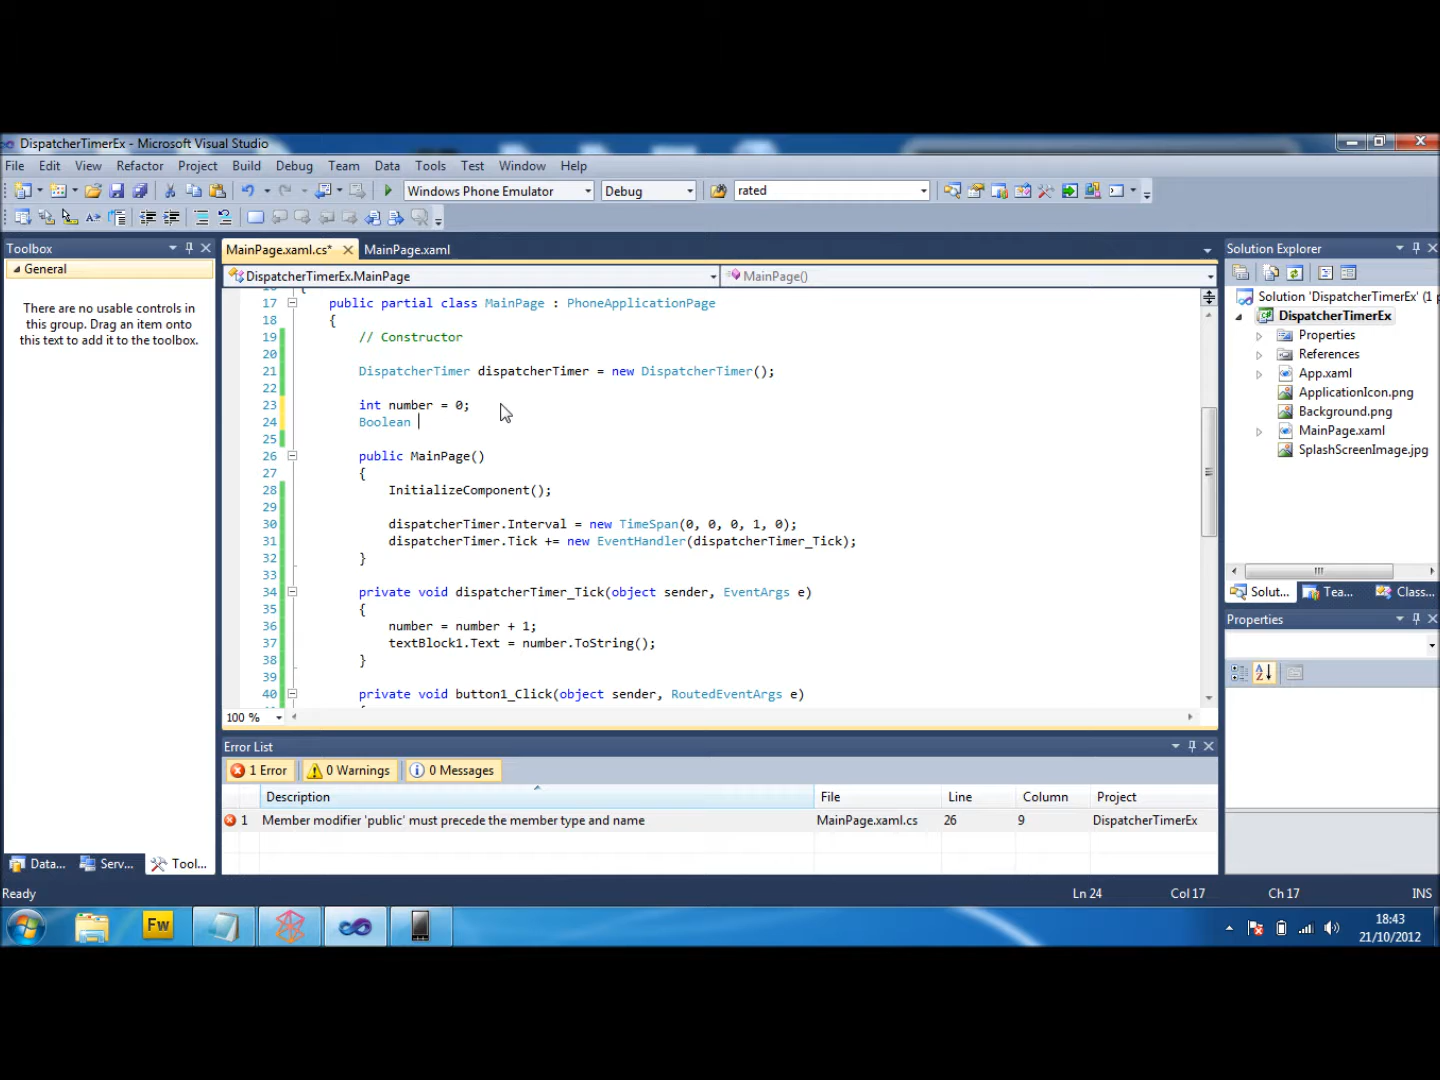 DispatcherTimerEx - Microsoft Visual Studio
File Edit View Refactor Project Build Debug Team Data Tools Test Window Help
Windows Phone Emulator Debug rated
Toolbox
General
There are no usable controls in
this group. Drag an item onto
this text to add it to the toolbox.
Data... Serv... Tool...
MainPage.xaml.cs* MainPage.xaml
DispatcherTimerEx.MainPage MainPage()
17 public partial class MainPage : PhoneApplicationPage
18 {
19 // Constructor
20
21 DispatcherTimer dispatcherTimer = new DispatcherTimer();
22
23 int number = 0;
24 Boolean
25
26 public MainPage()
27 {
28 InitializeComponent();
29
30 dispatcherTimer.Interval = new TimeSpan(0, 0, 0, 1, 0);
31 dispatcherTimer.Tick += new EventHandler(dispatcherTimer_Tick);
32 }
33
34 private void dispatcherTimer_Tick(object sender, EventArgs e)
35 {
36 number = number + 1;
37 textBlock1.Text = number.ToString();
38 }
39
40 private void button1_Click(object sender, RoutedEventArgs e)
100 %
Error List
1 Error 0 Warnings 0 Messages
Description File Line Column Project
1 Member modifier 'public' must precede the member type and name MainPage.xaml.cs 26 9 DispatcherTimerEx
Solution Explorer
Solution 'DispatcherTimerEx' (1 p
DispatcherTimerEx
Properties
References
App.xaml
ApplicationIcon.png
Background.png
MainPage.xaml
SplashScreenImage.jpg
Solut... Tea... Class...
Properties
Ready Ln 24 Col 17 Ch 17 INS
Fw
18:43
21/10/2012